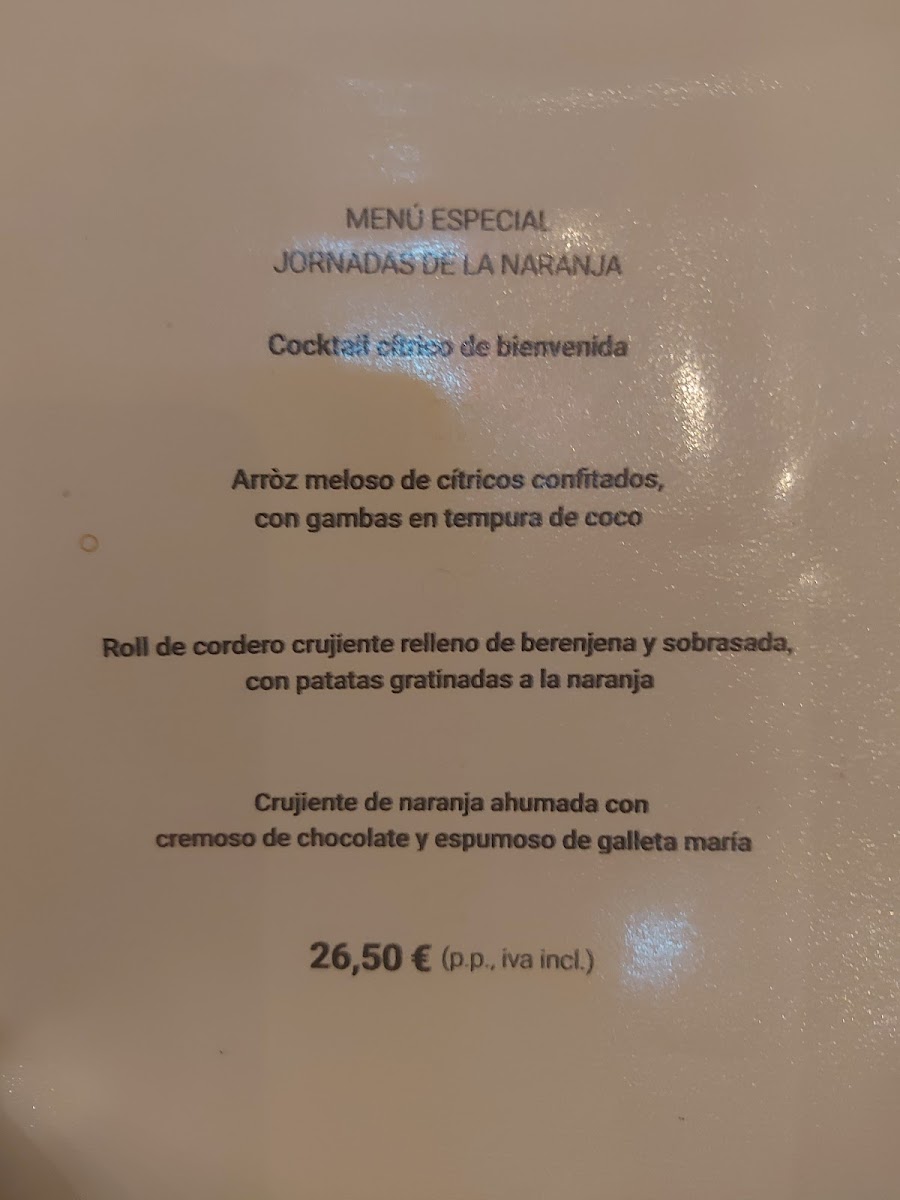 MENÚ ESPECIAL
JORNADAS DE LA NARANJA
Cocktail cítrico de bienvenida
Arròz meloso de cítricos confitados,
con gambas en tempura de coco
Roll de cordero crujiente relleno de berenjena y sobrasada,
con patatas gratinadas a la naranja
Crujiente de naranja ahumada con
cremoso de chocolate y espumoso de galleta maría
26,50 € (p.p., iva incl.)